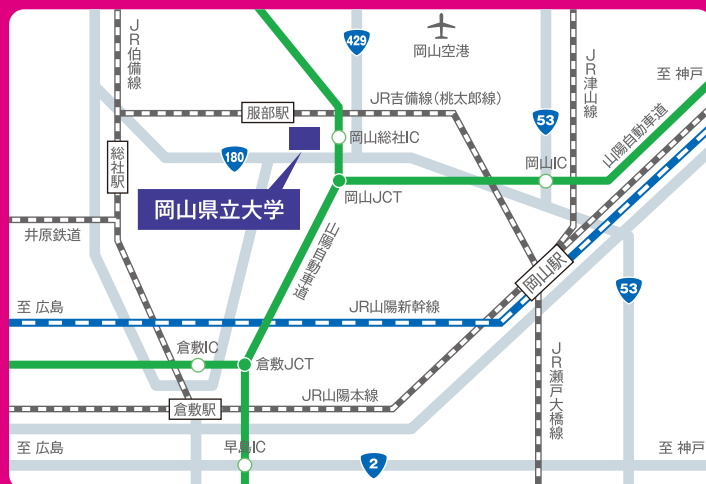 429
岡山空港
JR伯備線
JR津山線
至 神戸
服部駅
JR吉備線(桃太郎線)
53
山陽自動車道
岡山総社IC
総社駅
180
岡山IC
岡山県立大学
岡山JCT
井原鉄道
山陽自動車道
岡山駅
53
至 広島
JR山陽新幹線
倉敷IC
倉敷JCT
JR瀬戸大橋線
JR山陽本線
倉敷駅
至 広島
早島IC
2
至 神戸